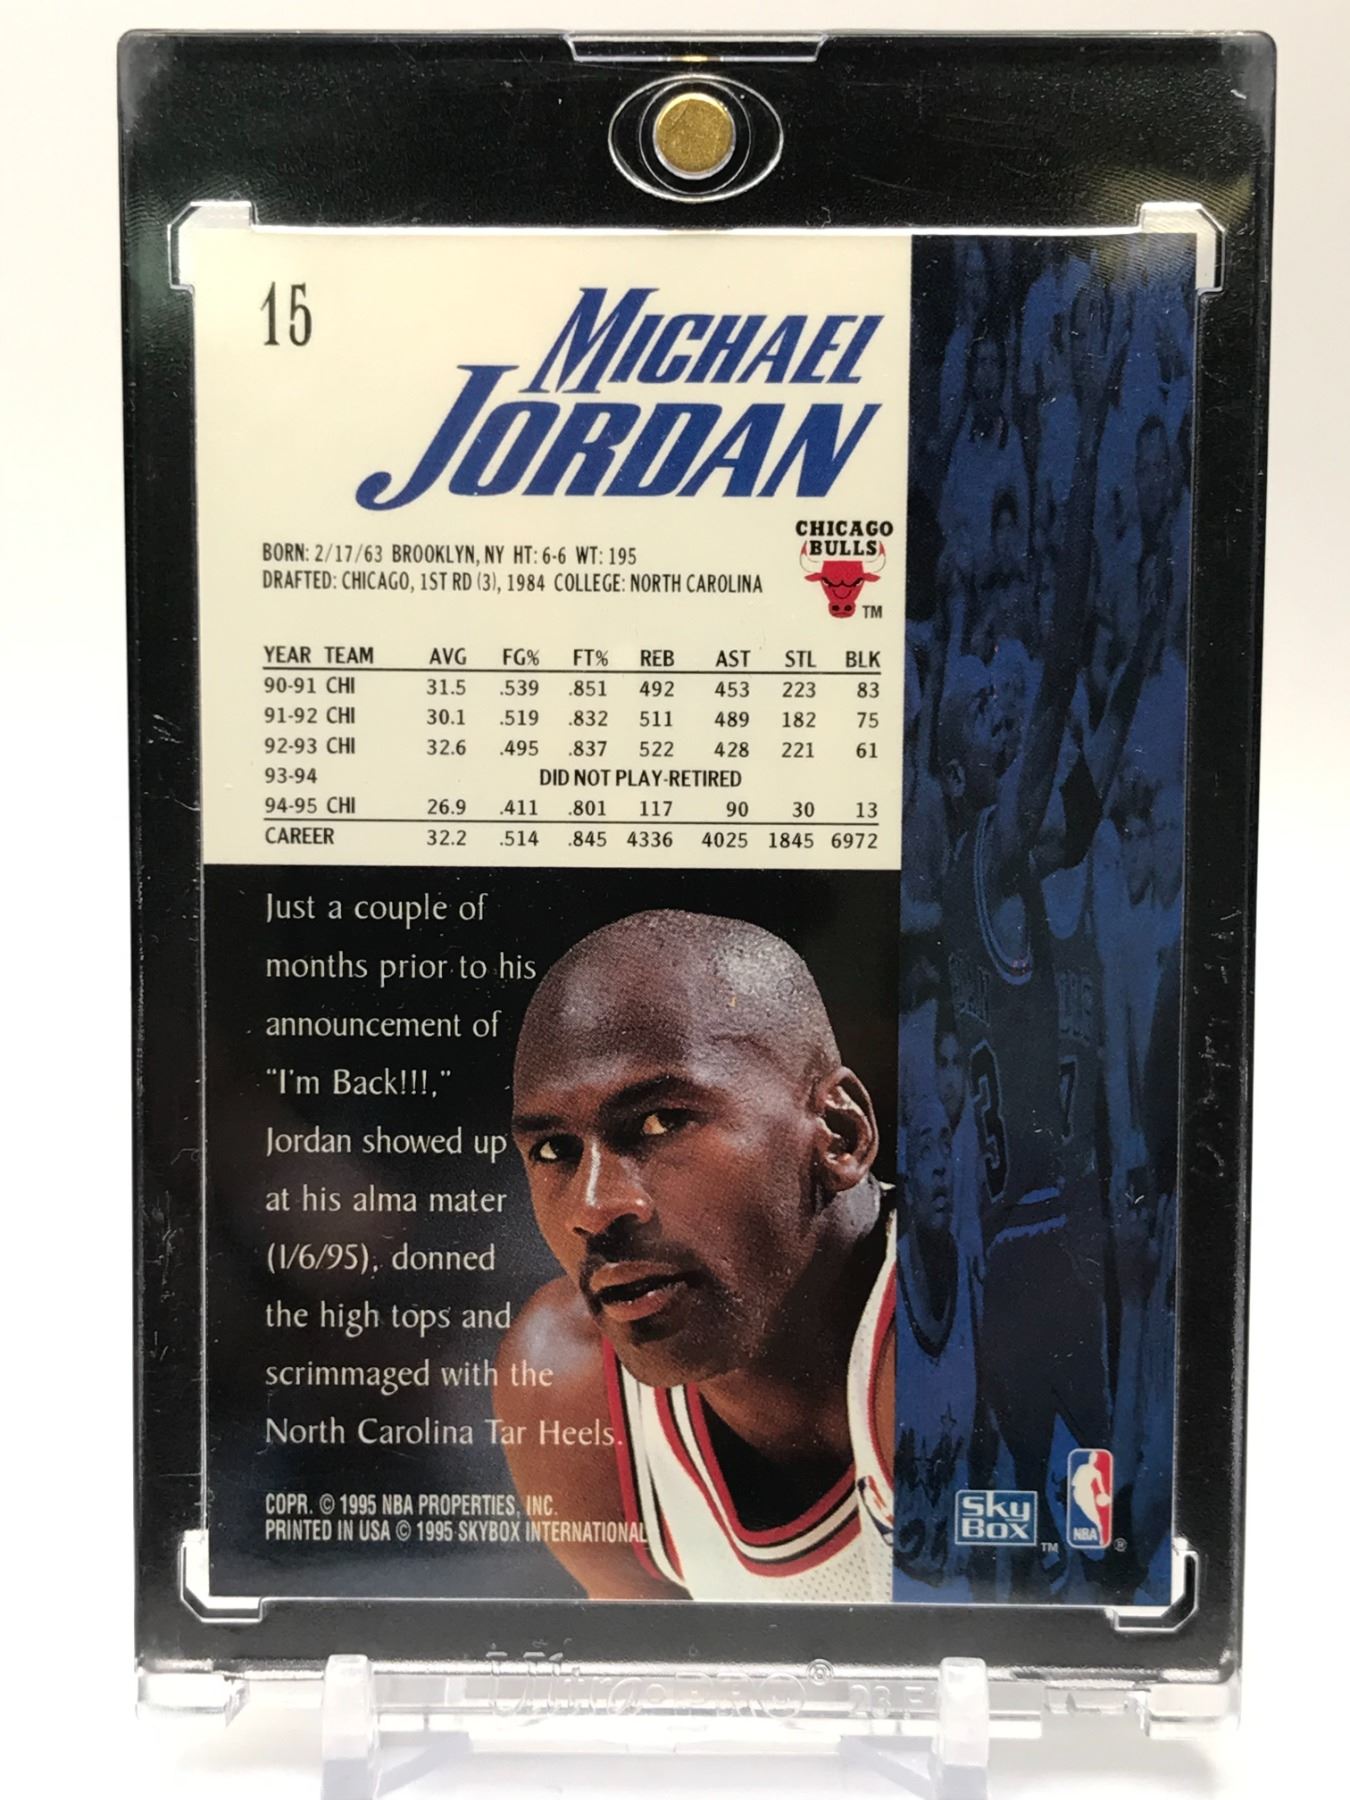 15
MICHAEL
JORDAN
CHICAGO
BULLS
TM
BORN: 2/17/63 BROOKLYN, NY HT: 6-6 WT: 195
DRAFTED: CHICAGO, 1ST RD (3), 1984 COLLEGE: NORTH CAROLINA
YEAR TEAM AVG FG% FT% REB AST STL BLK
90-91 CHI 31.5 .539 .851 492 453 223 83
91-92 CHI 30.1 .519 .832 511 489 182 75
92-93 CHI 32.6 .495 .837 522 428 221 61
93-94 DID NOT PLAY-RETIRED
94-95 CHI 26.9 .411 .801 117 90 30 13
CAREER 32.2 .514 .845 4336 4025 1845 6972
Just a couple of
months prior to his
announcement of
"I'm Back!!!,"
Jordan showed up
at his alma mater
(1/6/95), donned
the high tops and
scrimmaged with the
North Carolina Tar Heels.
COPR. © 1995 NBA PROPERTIES, INC.
PRINTED IN USA © 1995 SKYBOX INTERNATIONAL
Sky
Box
TM
NBA
®
Ultra PRO®